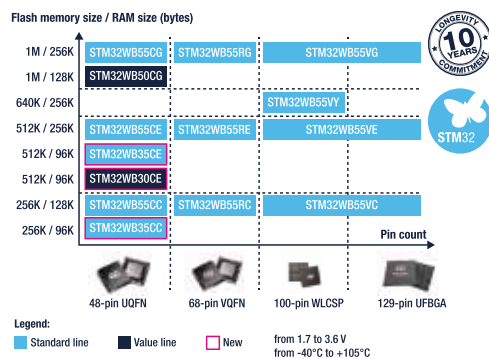 Flash memory size / RAM size (bytes)
LONGEVITY
10
YEARS
COMMITMENT
1M / 256K
STM32WB55CG
STM32WB55RG
STM32WB55VG
1M / 128K
STM32WB50CG
640K / 256K
STM32WB55VY
STM32
512K / 256K
STM32WB55CE
STM32WB55RE
STM32WB55VE
512K / 96K
STM32WB35CE
512K / 96K
STM32WB30CE
256K / 128K
STM32WB55CC
STM32WB55RC
STM32WB55VC
256K / 96K
STM32WB35CC
Pin count
48-pin UQFN
68-pin VQFN
100-pin WLCSP
129-pin UFBGA
Legend:
Standard line
Value line
New
from 1.7 to 3.6 V
from -40°C to +105°C